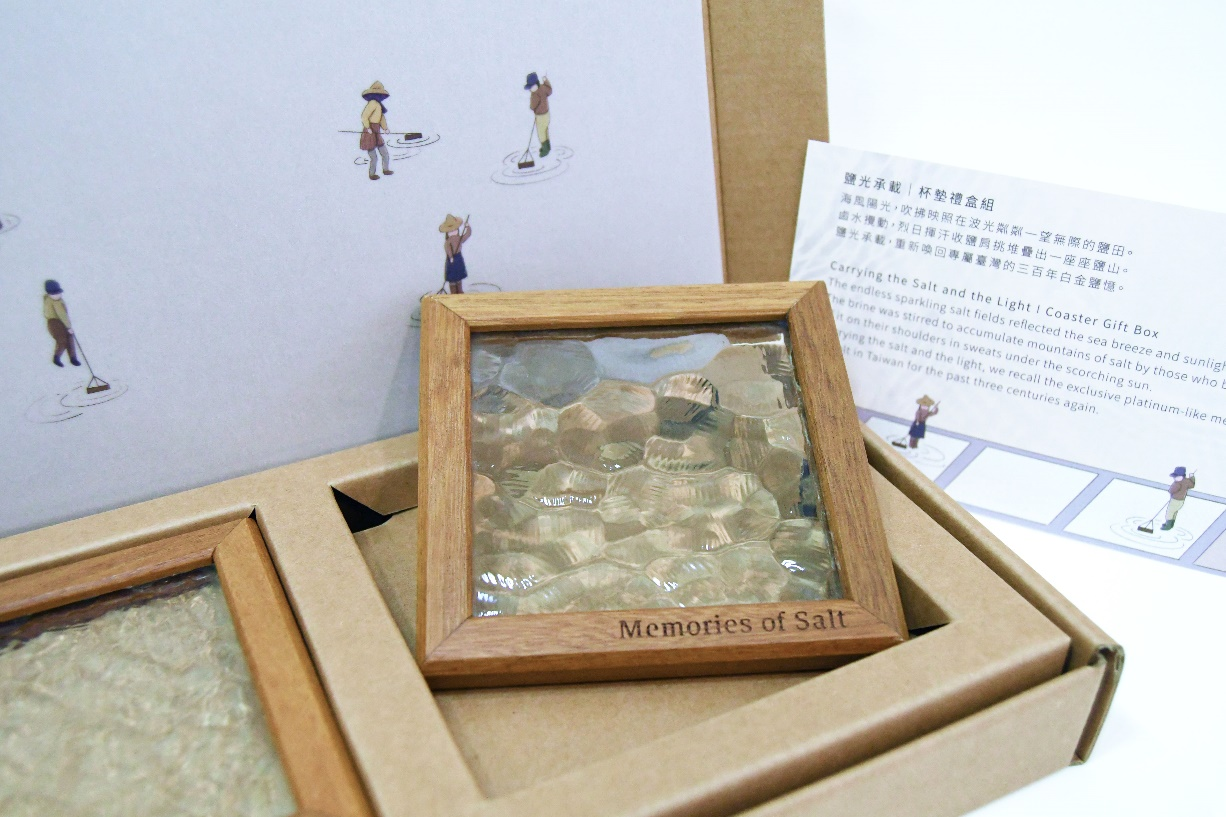 鹽光承載｜杯墊禮盒組
海風陽光，吹拂映照在波光粼粼一望無際的鹽田。
鹵水攪動，烈日揮汗收鹽肩挑堆疊出一座座鹽山。
鹽光承載，重新喚回專屬臺灣的三百年白金鹽憶。
Carrying the Salt and the Light | Coaster Gift Box
The endless sparkling salt fields reflected the sea breeze and
The brine was stirred to accumulate mountains of salt by those who
it on their shoulders in sweats under the scorching sun.
the salt and the light, we recall the exclusive platinum-like
in Taiwan for the past three centuries again.
Memories of Salt